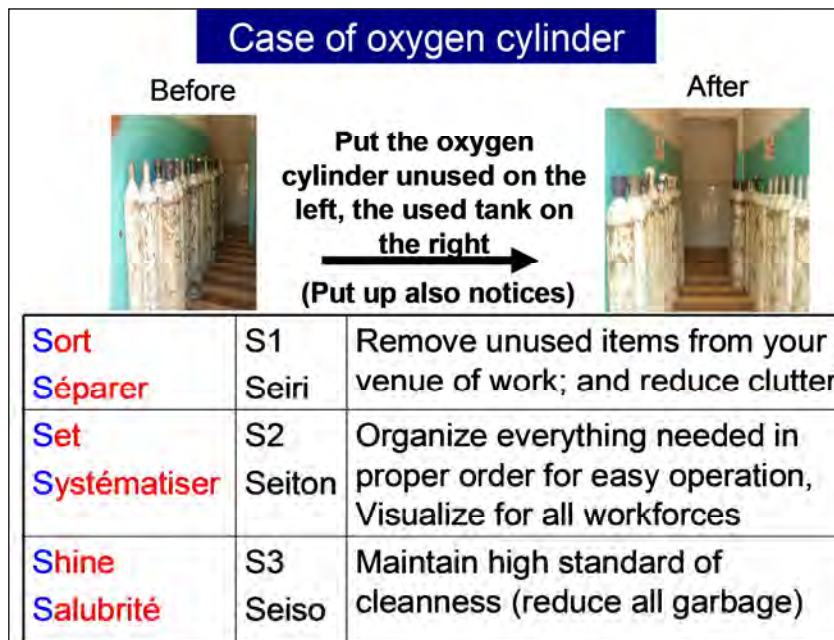 Case of oxygen cylinder
Before
After
Put the oxygen
cylinder unused on the
left, the used tank on
the right
(Put up also notices)
Sort
Séparer
S1
Seiri
Remove unused items from your
venue of work; and reduce clutter
Set
Systématiser
S2
Seiton
Organize everything needed in
proper order for easy operation,
Visualize for all workforces
Shine
Salubrité
S3
Seiso
Maintain high standard of
cleanness (reduce all garbage)